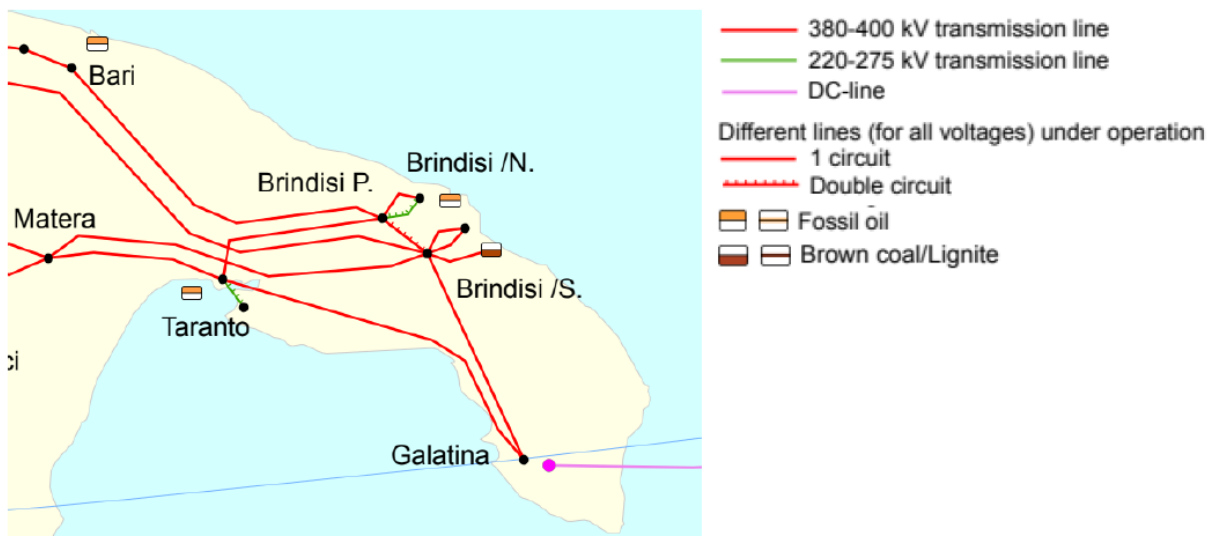 Bari
Brindisi /N.
Brindisi P.
Matera
Brindisi /S.
Taranto
ci
Galatina
380-400 kV transmission line
220-275 kV transmission line
DC-line
Different lines (for all voltages) under operation
1 circuit
Double circuit
Fossil oil
Brown coal/Lignite